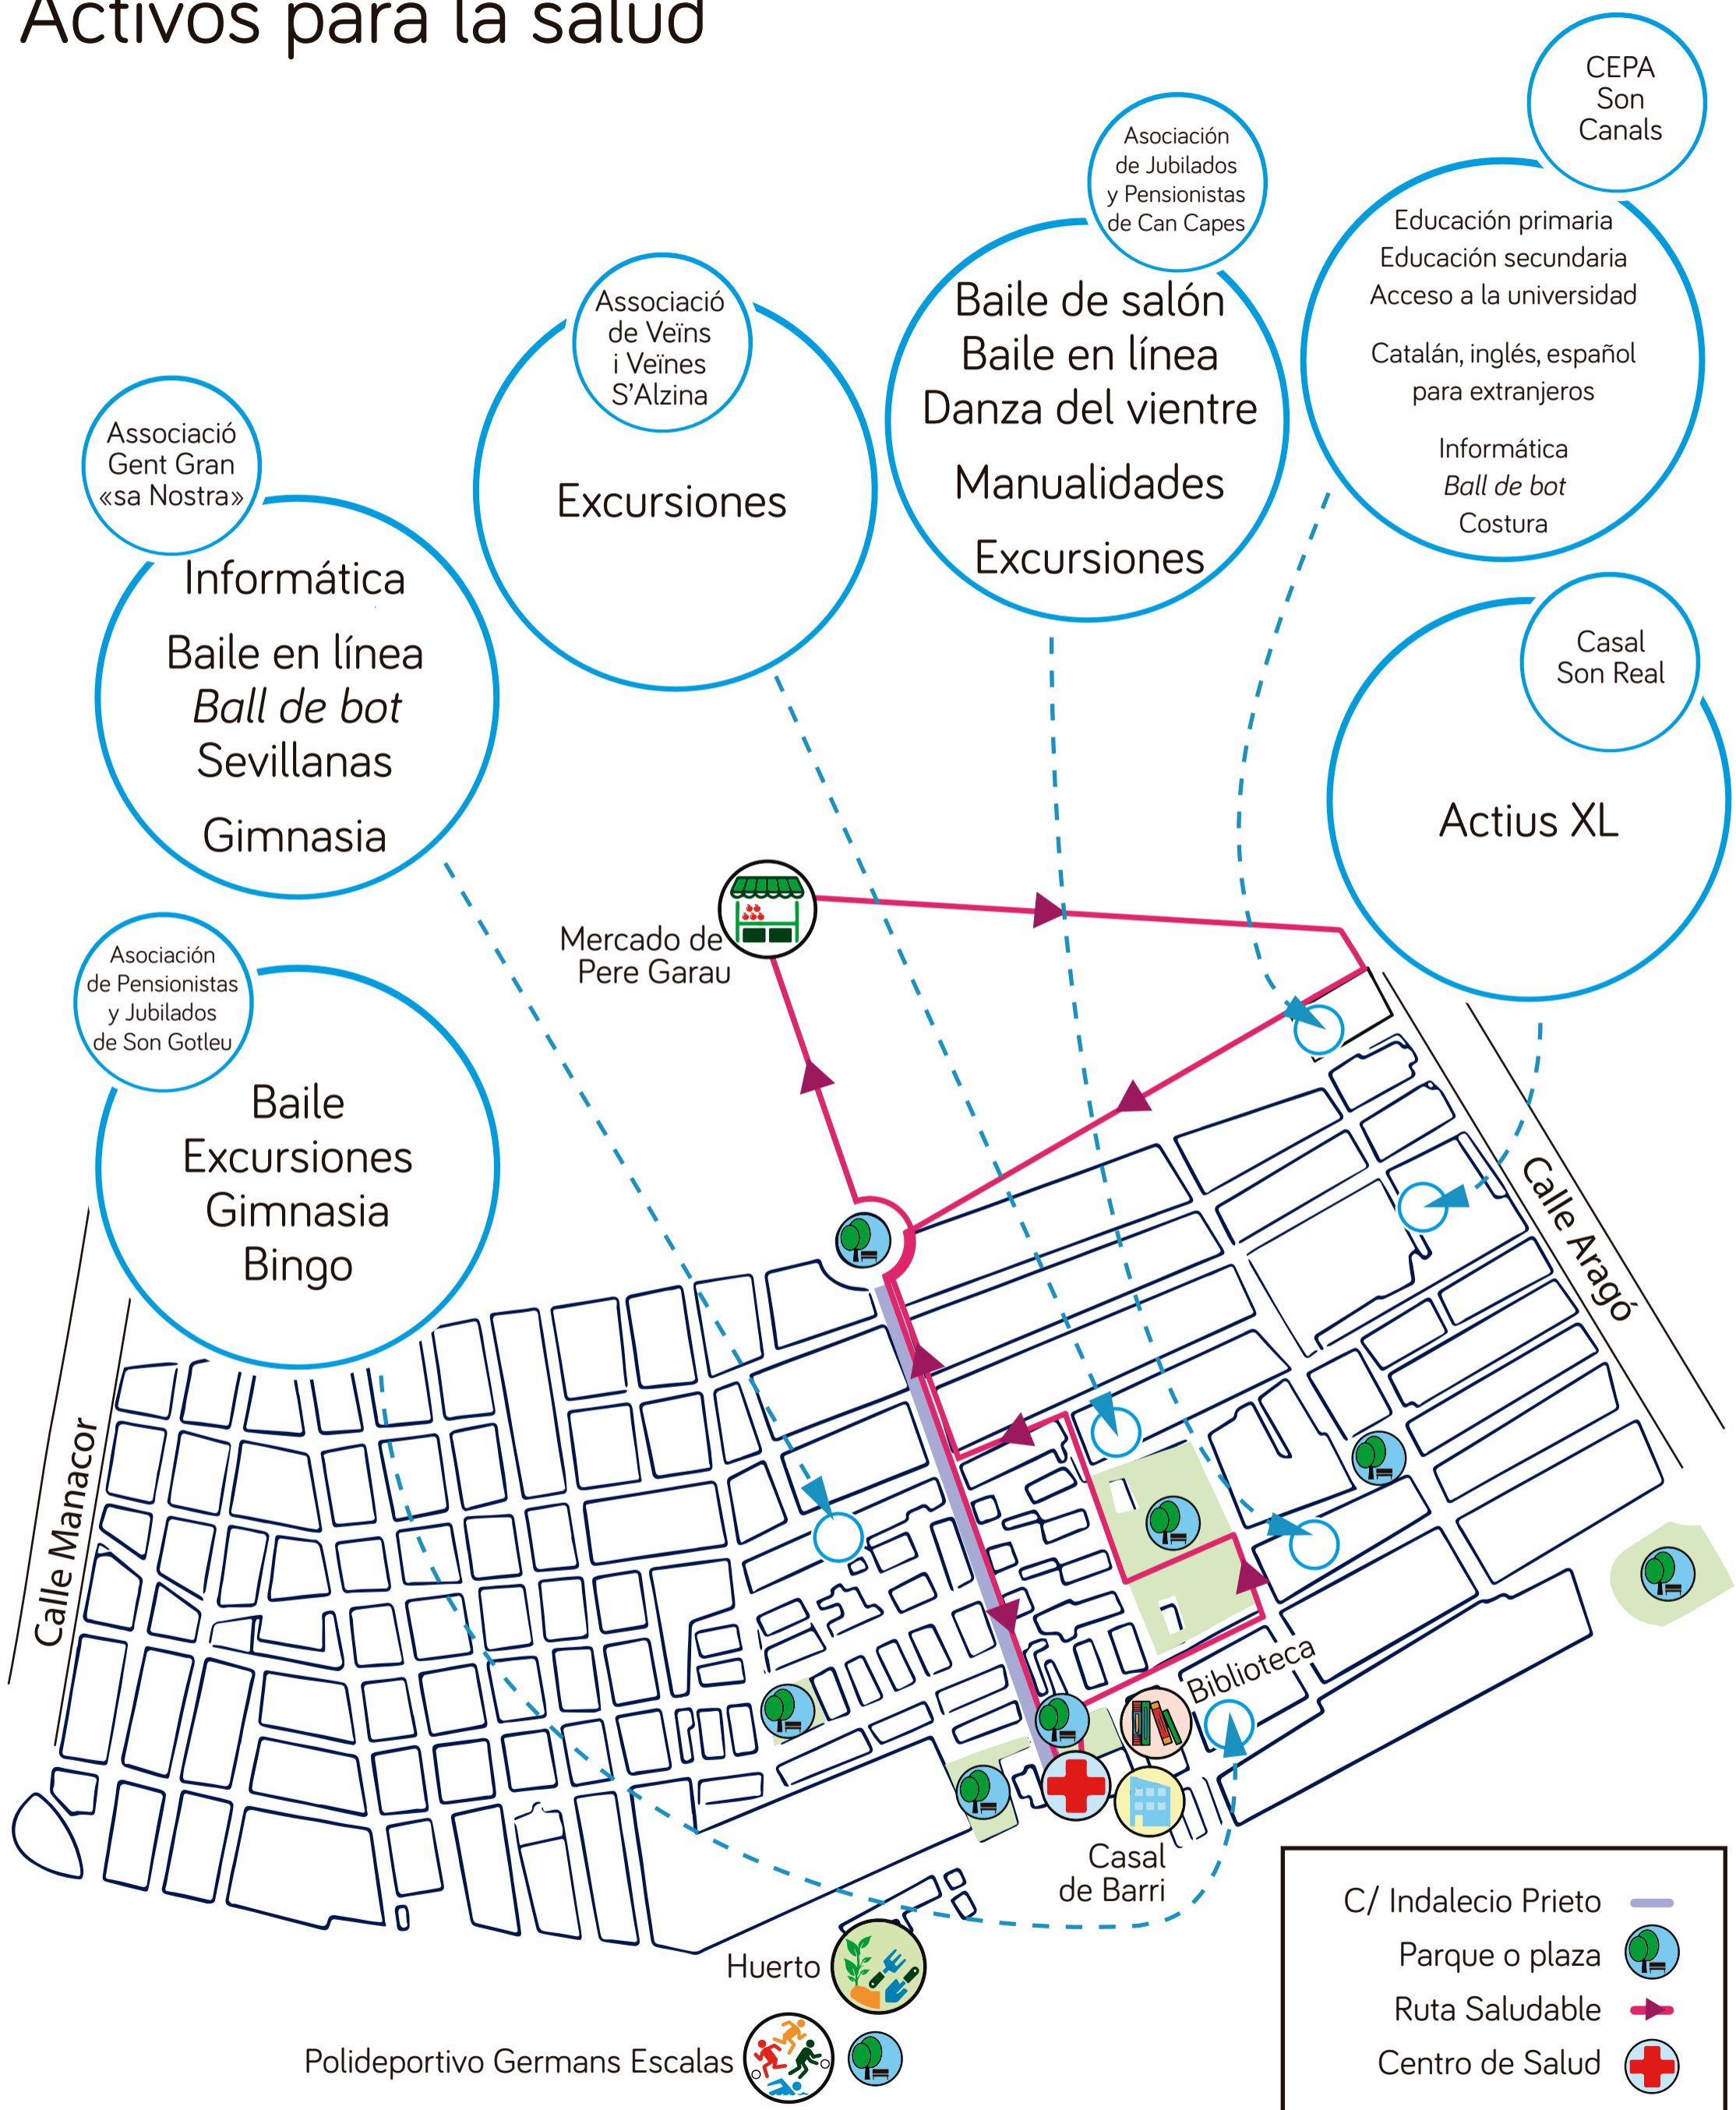 Activos para la salud
CEPA
Son
Canals
Educación primaria
Educación secundaria
Acceso a la universidad
Catalán, inglés, español
para extranjeros
Informática
Ball de bot
Costura
Asociación
de Jubilados
y Pensionistas
de Can Capes
Baile de salón
Baile en línea
Danza del vientre
Manualidades
Excursiones
Associació
de Veïns
i Veïnes
S'Alzina
Excursiones
Associació
Gent Gran
«sa Nostra»
Informática
Baile en línea
Ball de bot
Sevillanas
Gimnasia
Casal
Son Real
Actius XL
Mercado de
Pere Garau
Asociación
de Pensionistas
y Jubilados
de Son Gotleu
Baile
Excursiones
Gimnasia
Bingo
Calle Aragó
Calle Manacor
Biblioteca
Casal
de Barri
Huerto
Polideportivo Germans Escalas
C/ Indalecio Prieto
Parque o plaza
Ruta Saludable
Centro de Salud